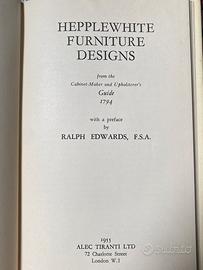 HEPPLEWHITE
FURNITURE
DESIGNS
from the
Cabinet-Maker and Upholsterer's
Guide
1794
with a preface
by
RALPH EDWARDS, F.S.A.
1955
ALEC TIRANTI LTD
72 Charlotte Street
London W.1
subito